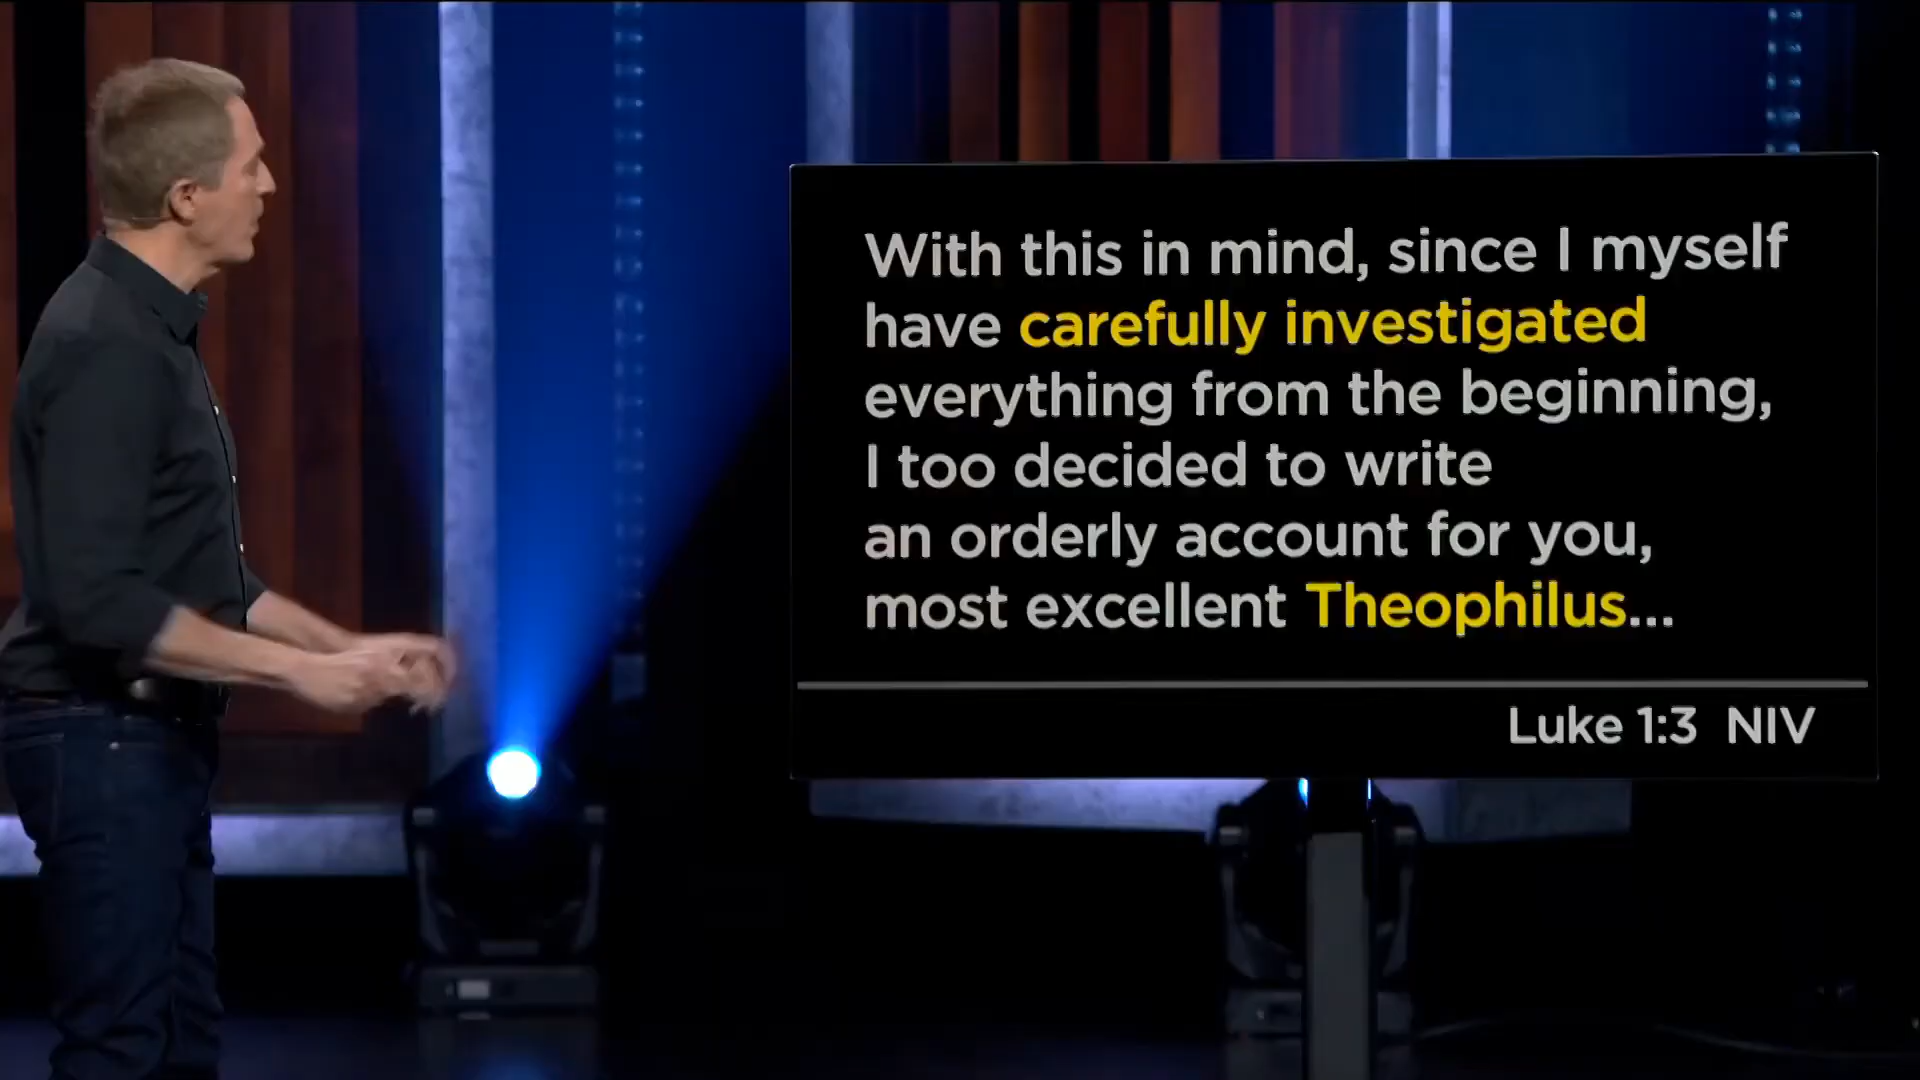 With this in mind, since I myself
have carefully investigated
everything from the beginning,
I too decided to write
an orderly account for you,
most excellent Theophilus...
Luke 1:3 NIV